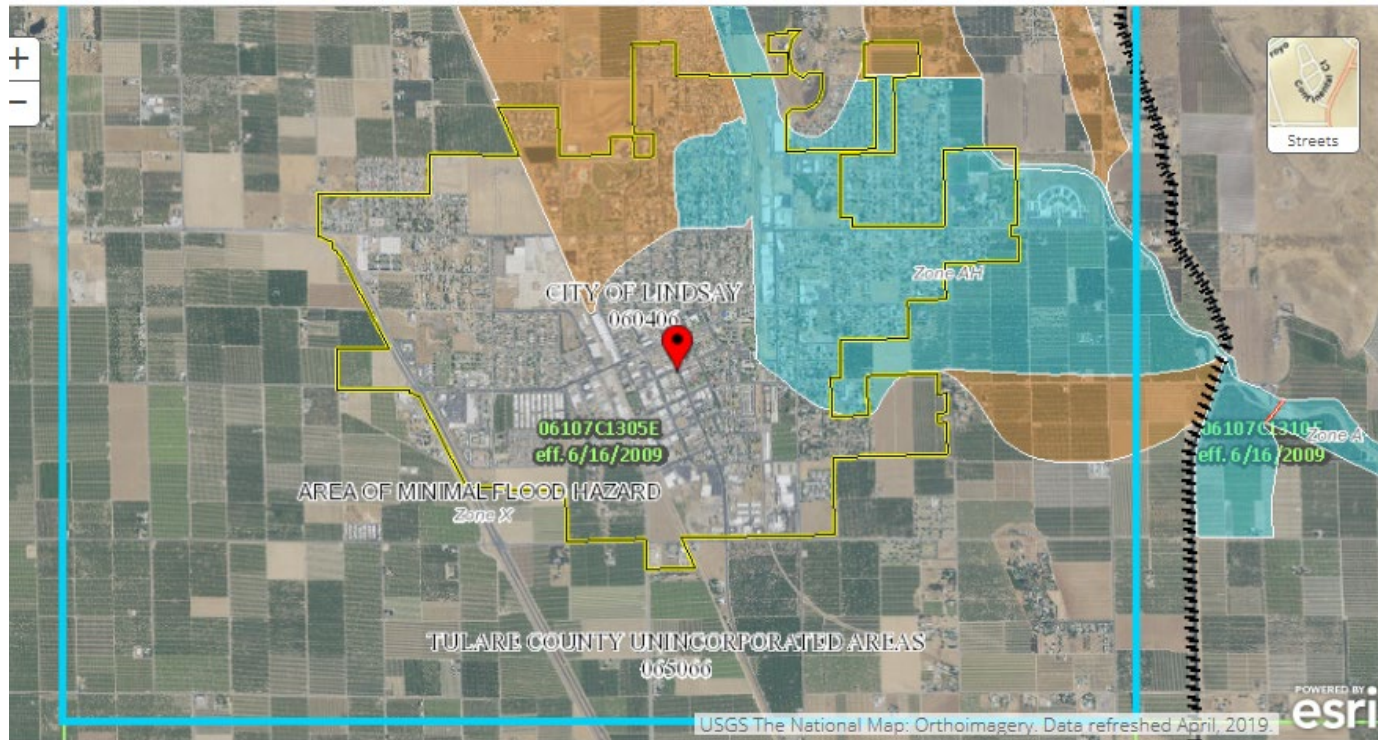 +
−
royo
Confidential
Streets
Zone AH
CITY OF LINDSAY
060406
06107C1305E
eff. 6/16/2009
eff. 6/16/2009
Zone A
AREA OF MINIMAL FLOOD HAZARD
Zone X
TULARE COUNTY UNINCORPORATED AREAS
065066
POWERED BY
esri
USGS The National Map: Orthoimagery. Data refreshed April, 2019.